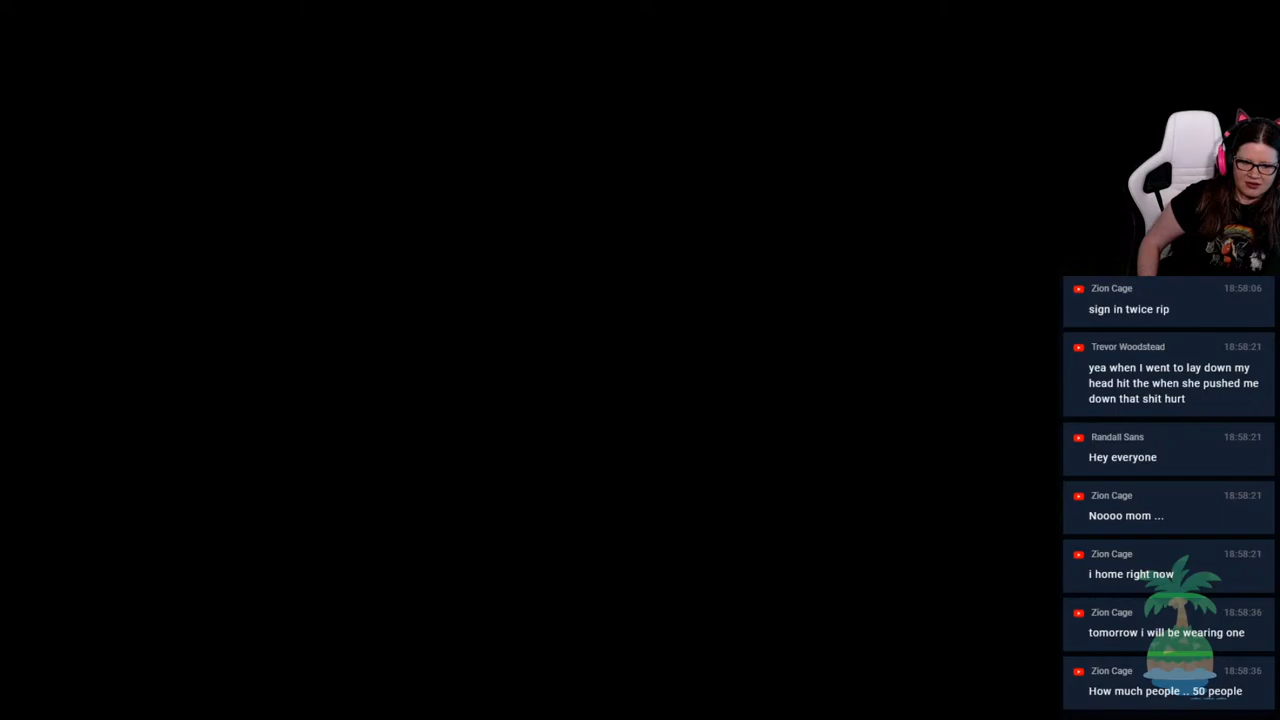 Zion Cage 18:58:06
sign in twice rip
Trevor Woodstead 18:58:21
yea when I went to lay down my
head hit the when she pushed me
down that shit hurt
Randall Sans 18:58:21
Hey everyone
Zion Cage 18:58:21
Noooo mom ...
Zion Cage 18:58:21
i home right now
Zion Cage 18:58:36
tomorrow i will be wearing one
Zion Cage 18:58:36
How much people .. 50 people